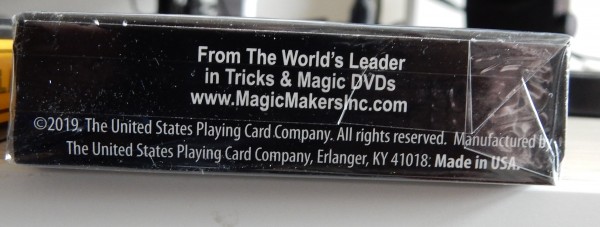 From The World's Leader
in Tricks & Magic DVDs
www.MagicMakersInc.com
©2019. The United States Playing Card Company. All rights reserved. Manufactured by
The United States Playing Card Company, Erlanger, KY 41018. Made in USA.